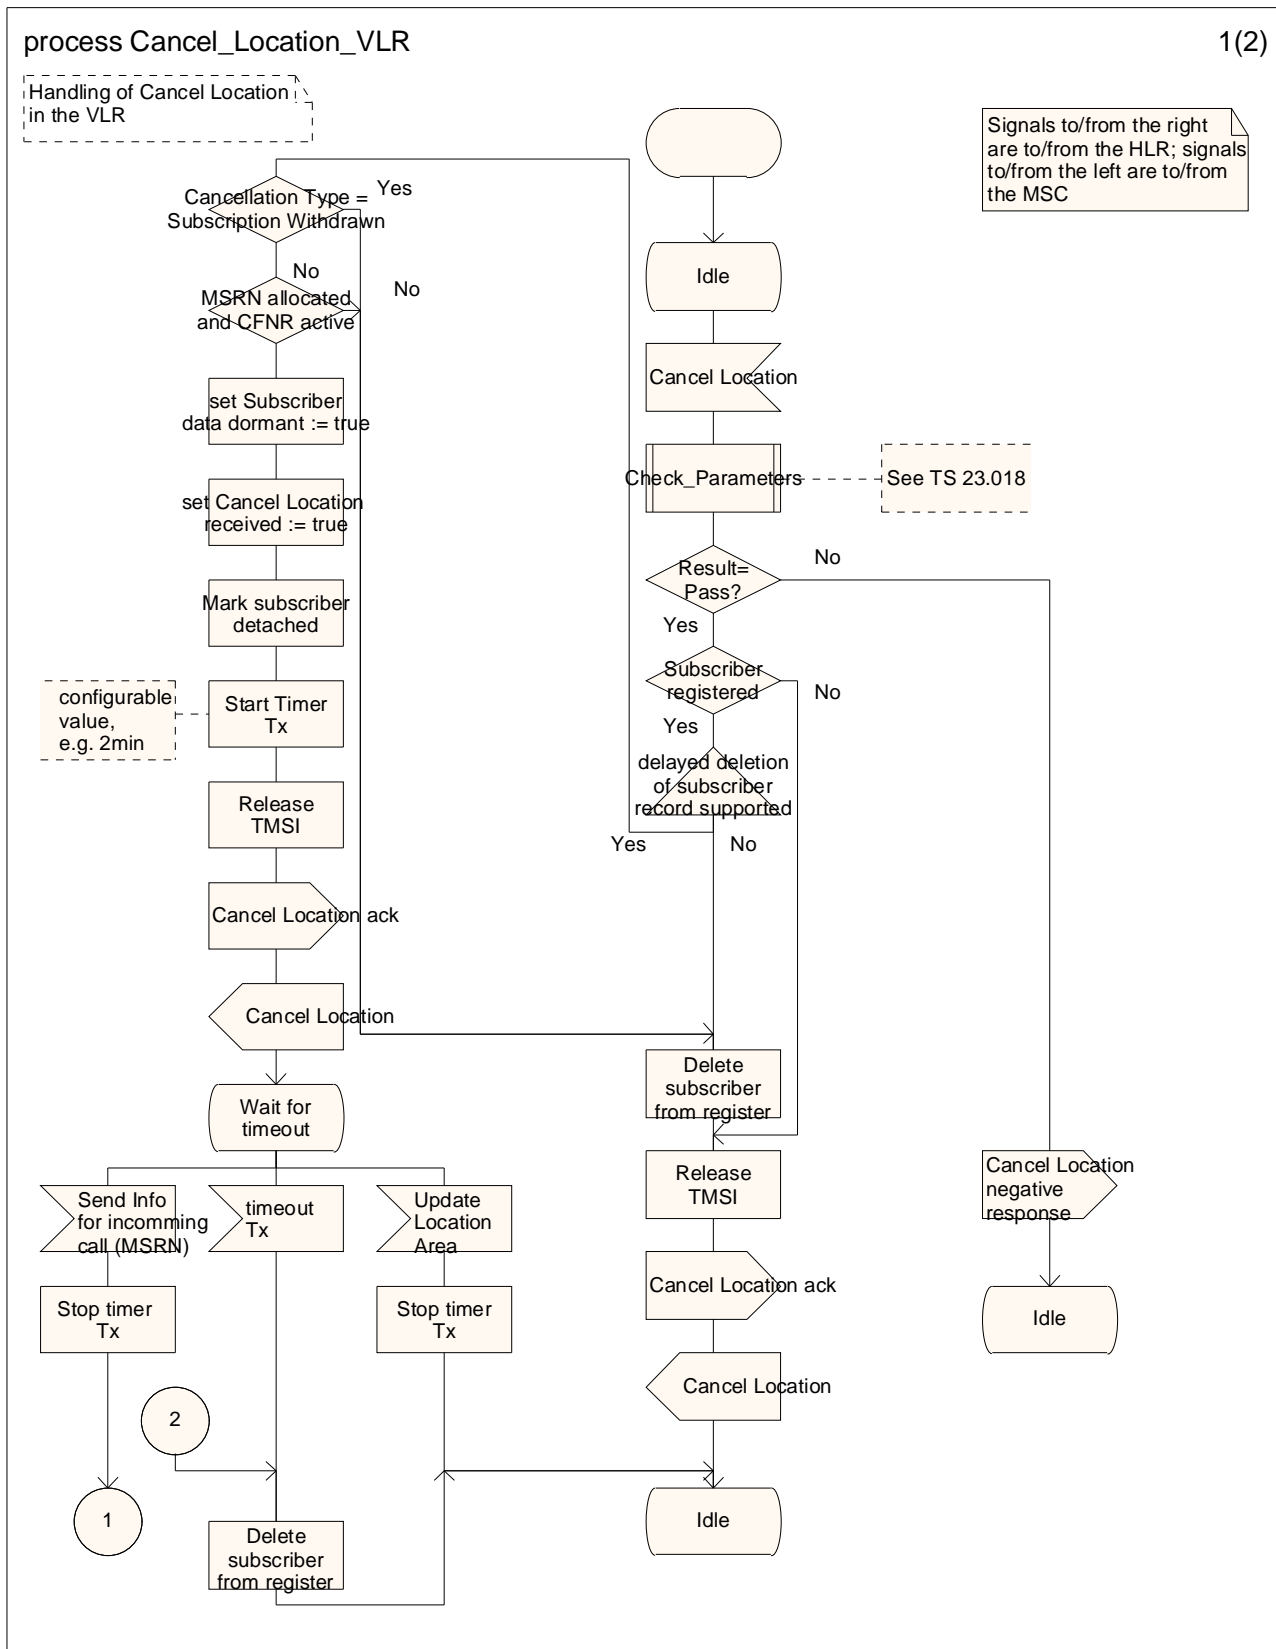 process Cancel_Location_VLR
1(2)
Handling of Cancel Location
in the VLR
Signals to/from the right
are to/from the HLR; signals
to/from the left are to/from
the MSC
Cancellation Type =
Subscription Withdrawn
Yes
No
MSRN allocated
and CFNR active
No
set Subscriber
data dormant := true
set Cancel Location
received := true
Mark subscriber
detached
configurable
value,
e.g. 2min
Start Timer
Tx
Release
TMSI
Cancel Location ack
Cancel Location
Wait for
timeout
Send Info
for incomming
call (MSRN)
timeout
Tx
Update
Location
Area
Stop timer
Tx
Stop timer
Tx
2
1
Delete
subscriber
from register
Idle
Cancel Location
Check_Parameters
See TS 23.018
Result=
Pass?
No
Yes
Subscriber
registered
No
Yes
delayed deletion
of subscriber
record supported
Yes
No
Delete
subscriber
from register
Release
TMSI
Cancel Location ack
Cancel Location
Idle
Cancel Location
negative
response
Idle